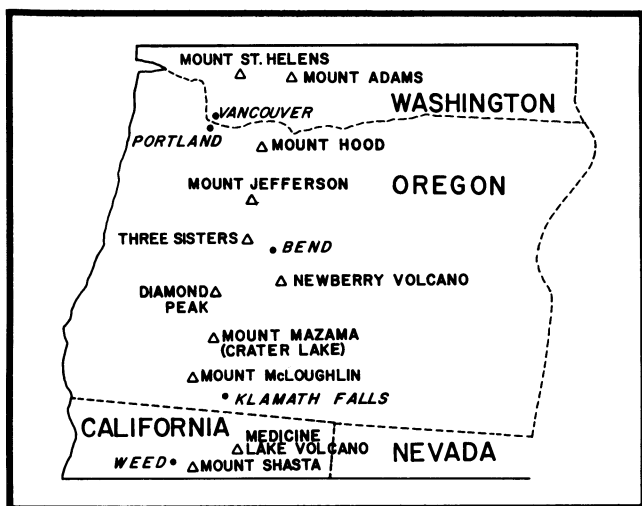 MOUNT ST. HELENS
MOUNT ADAMS
WASHINGTON
VANCOUVER
PORTLAND
MOUNT HOOD
MOUNT JEFFERSON
OREGON
THREE SISTERS
BEND
NEWBERRY VOLCANO
DIAMOND
PEAK
MOUNT MAZAMA
(CRATER LAKE)
MOUNT McLOUGHLIN
KLAMATH FALLS
CALIFORNIA
MEDICINE
LAKE VOLCANO
NEVADA
WEED
MOUNT SHASTA